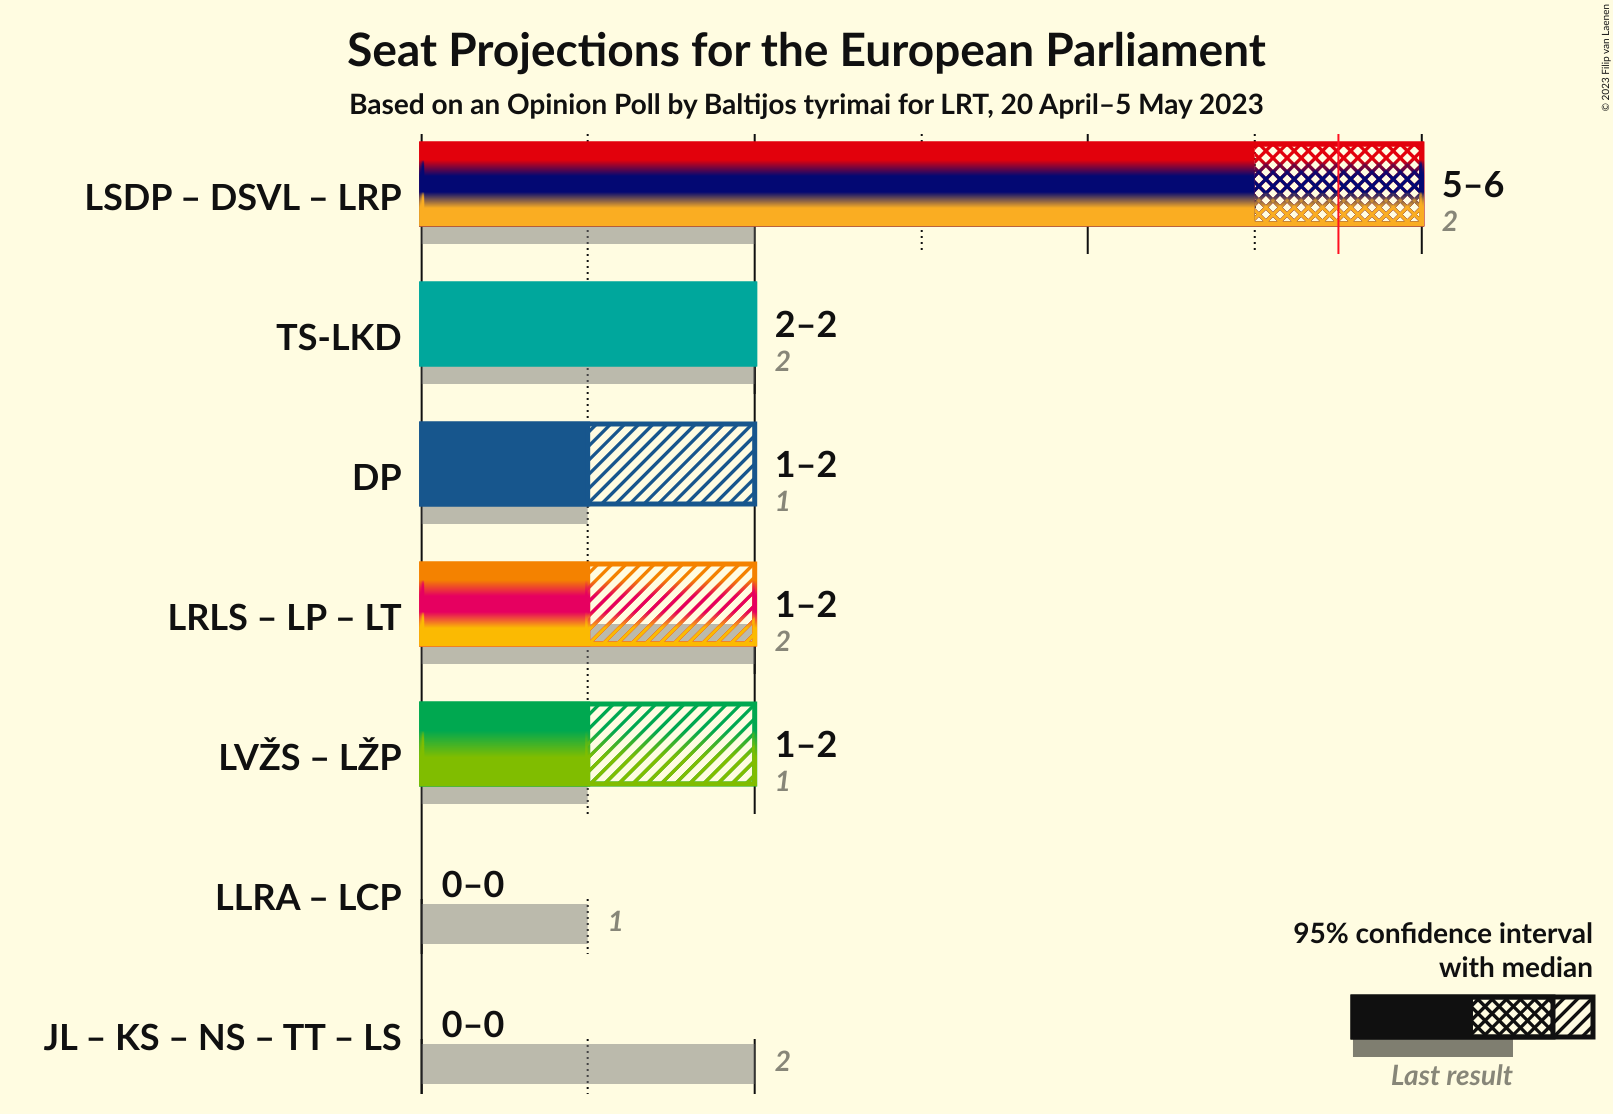 Seat Projections for the European Parliament
Based on an Opinion Poll by Baltijos tyrimai for LRT, 20 April–5 May 2023
© 2023 Filip van Laenen
LSDP – DSVL – LRP
5–6
2
TS-LKD
2–2
2
DP
1–2
1
LRLS – LP – LT
1–2
2
LVŽS – LŽP
1–2
1
LLRA – LCP
0–0
1
JL – KS – NS – TT – LS
0–0
2
95% confidence interval
with median
Last result